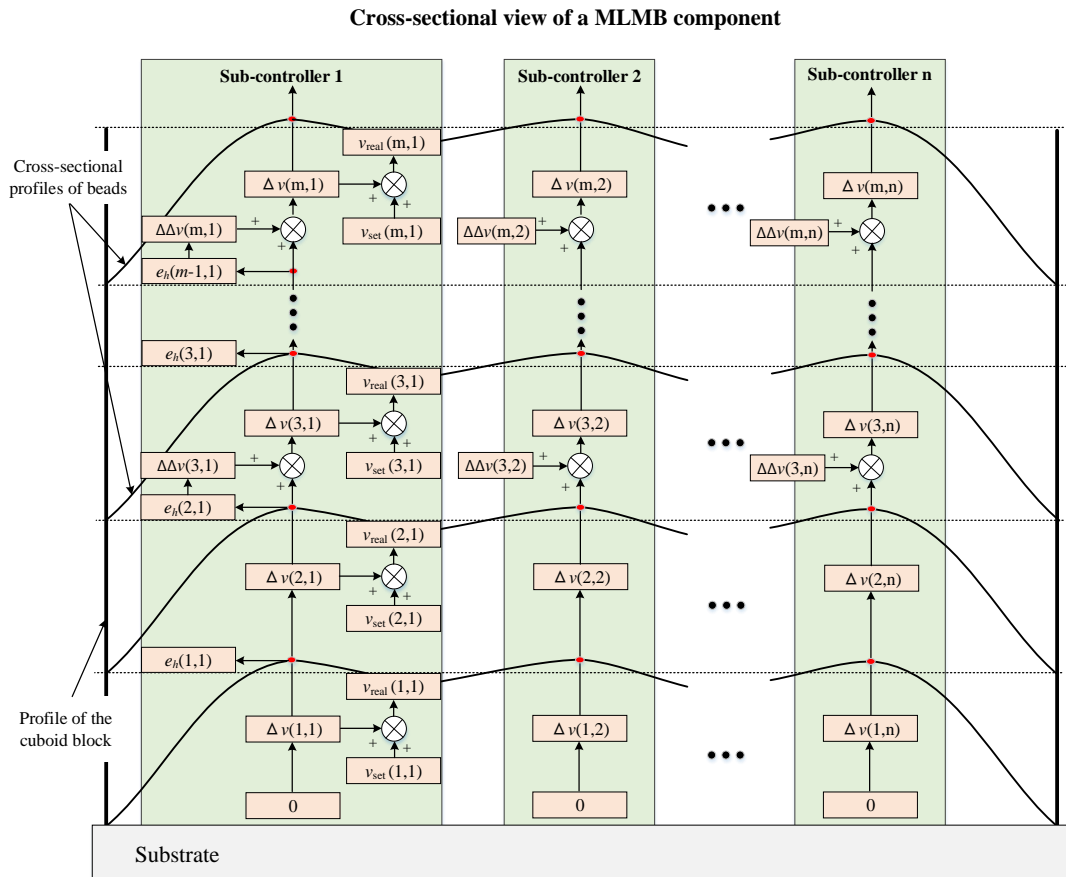 Cross-sectional view of a MLMB component
Sub-controller 1
Sub-controller 2
Sub-controller n
Cross-sectional
profiles of beads
v_real (m,1)
Δ v(m,1)
Δ v(m,2)
Δ v(m,n)
ΔΔv(m,1)
+
+
+
+
v_set (m,1)
ΔΔv(m,2)
+
+
ΔΔv(m,n)
+
+
e_h(m-1,1)
e_h(3,1)
v_real (3,1)
Δ v(3,1)
+
+
Δ v(3,2)
Δ v(3,n)
ΔΔv(3,1)
+
+
v_set (3,1)
ΔΔv(3,2)
+
+
ΔΔv(3,n)
+
+
e_h(2,1)
v_real (2,1)
Δ v(2,1)
+
+
Δ v(2,2)
Δ v(2,n)
v_set (2,1)
e_h(1,1)
v_real (1,1)
Profile of the
cuboid block
Δ v(1,1)
+
+
Δ v(1,2)
Δ v(1,n)
v_set (1,1)
0
0
0
Substrate